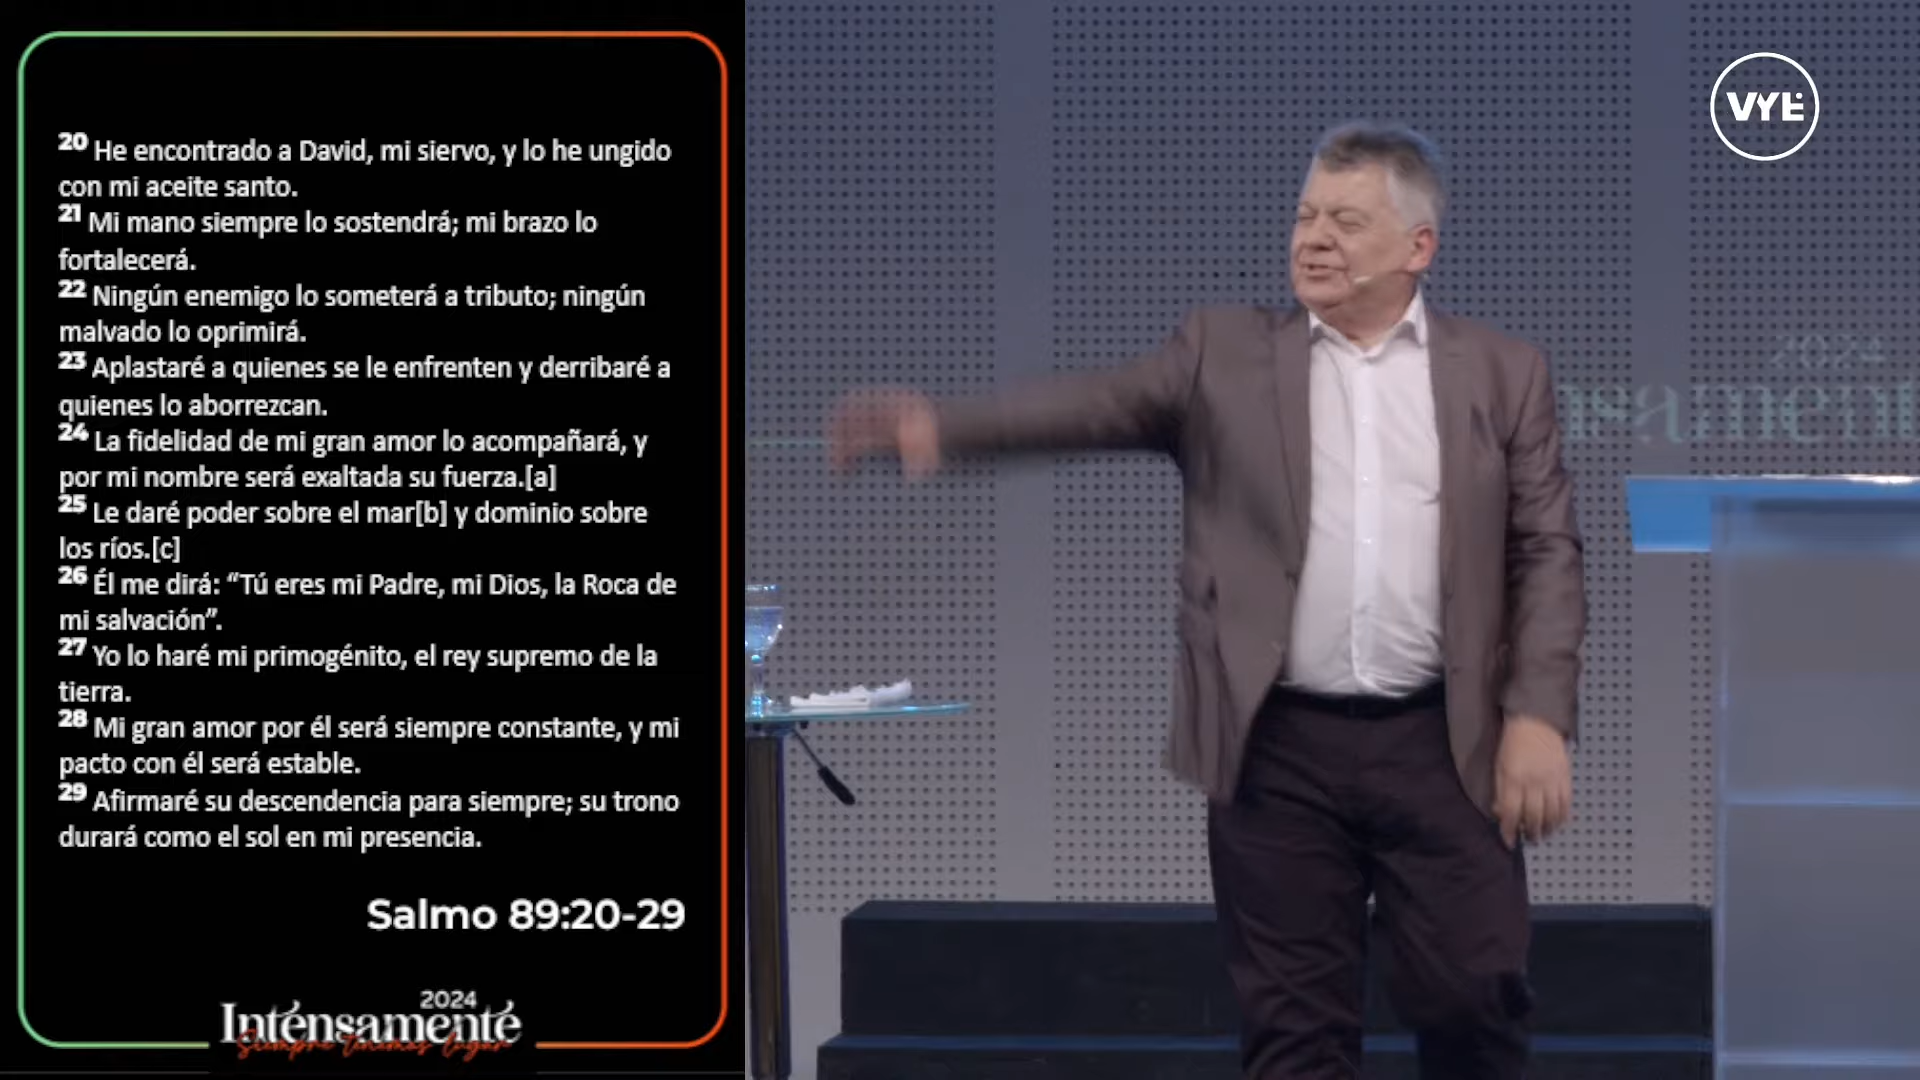 20 He encontrado a David, mi siervo, y lo he ungido
con mi aceite santo.
21 Mi mano siempre lo sostendrá; mi brazo lo
fortalecerá.
22 Ningún enemigo lo someterá a tributo; ningún
malvado lo oprimirá.
23 Aplastaré a quienes se le enfrenten y derribaré a
quienes lo aborrezcan.
24 La fidelidad de mi gran amor lo acompañará, y
por mi nombre será exaltada su fuerza.[a]
25 Le daré poder sobre el mar[b] y dominio sobre
los ríos.[c]
26 Él me dirá: “Tú eres mi Padre, mi Dios, la Roca de
mi salvación”.
27 Yo lo haré mi primogénito, el rey supremo de la
tierra.
28 Mi gran amor por él será siempre constante, y mi
pacto con él será estable.
29 Afirmaré su descendencia para siempre; su trono
durará como el sol en mi presencia.
Salmo 89:20-29
2024
Inténsamenté
Siempre tenemos lugar
VYE
2024
nsament